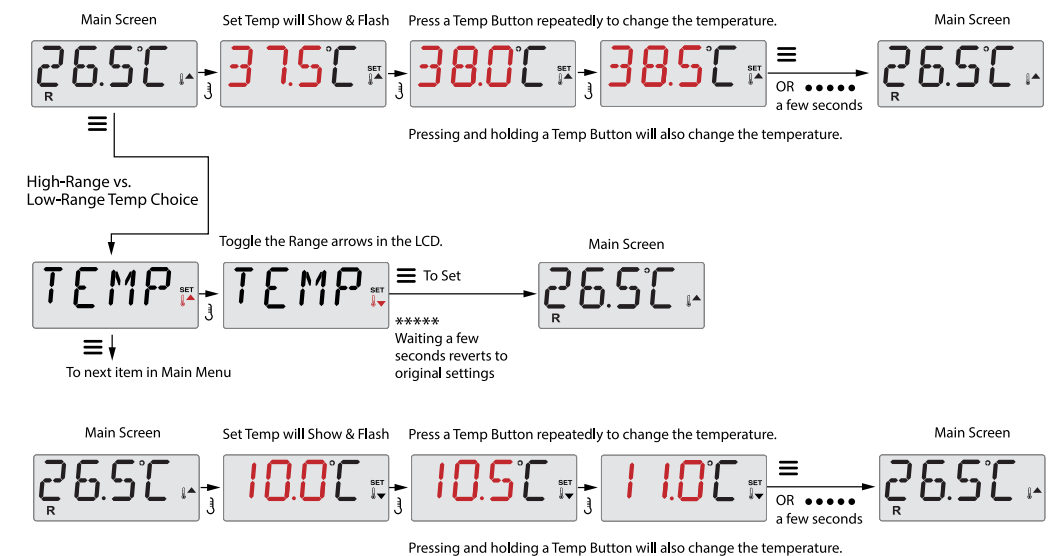 Main Screen
Set Temp will Show & Flash
Press a Temp Button repeatedly to change the temperature.
Main Screen
26.5°C
R
37.5°C
SET
38.0°C
SET
38.5°C
SET
OR •••••
a few seconds
26.5°C
R
Pressing and holding a Temp Button will also change the temperature.
High-Range vs.
Low-Range Temp Choice
Toggle the Range arrows in the LCD.
Main Screen
TEMP
SET
TEMP
SET
To Set
*****
Waiting a few
seconds reverts to
original settings
26.5°C
R
To next item in Main Menu
Main Screen
Set Temp will Show & Flash
Press a Temp Button repeatedly to change the temperature.
Main Screen
26.5°C
R
10.0°C
SET
10.5°C
SET
11.0°C
SET
OR •••••
a few seconds
26.5°C
R
Pressing and holding a Temp Button will also change the temperature.